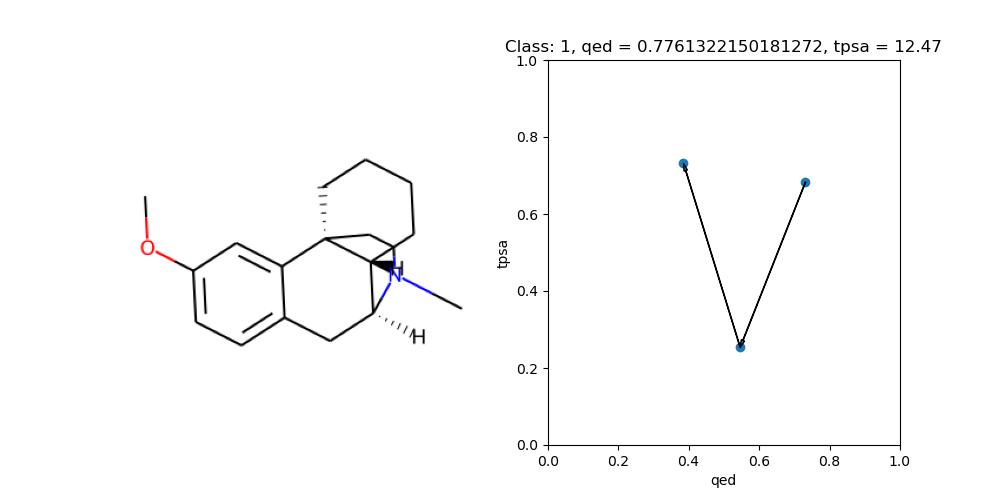 Class: 1, qed = 0.7761322150181272, tpsa = 12.47
1.0
0.8
0.6
0.4
0.2
0.0
tpsa
0.0 0.2 0.4 0.6 0.8 1.0
qed
O
H
N
H